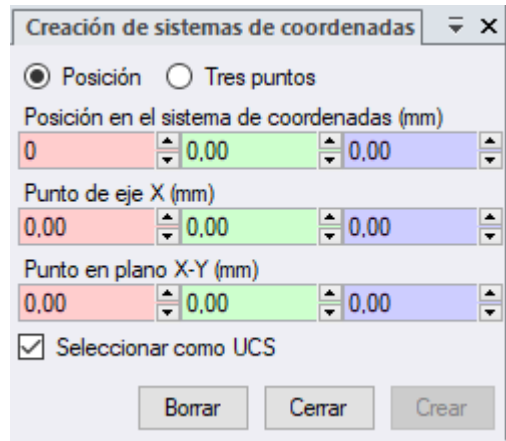 Creación de sistemas de coordenadas
Posición Tres puntos
Posición en el sistema de coordenadas (mm)
0 0,00 0,00
Punto de eje X (mm)
0,00 0,00 0,00
Punto en plano X-Y (mm)
0,00 0,00 0,00
Seleccionar como UCS
Borrar Cerrar Crear